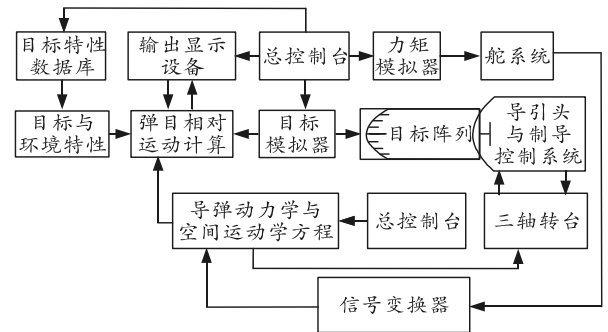 目标特性
数据库
输出显示
设备
总控制台
力矩
模拟器
舵系统
目标与
环境特性
弹目相对
运动计算
目标
模拟器
目标阵列
导引头
与制导
控制系统
导弹动力学与
空间运动学方程
总控制台
三轴转台
信号变换器